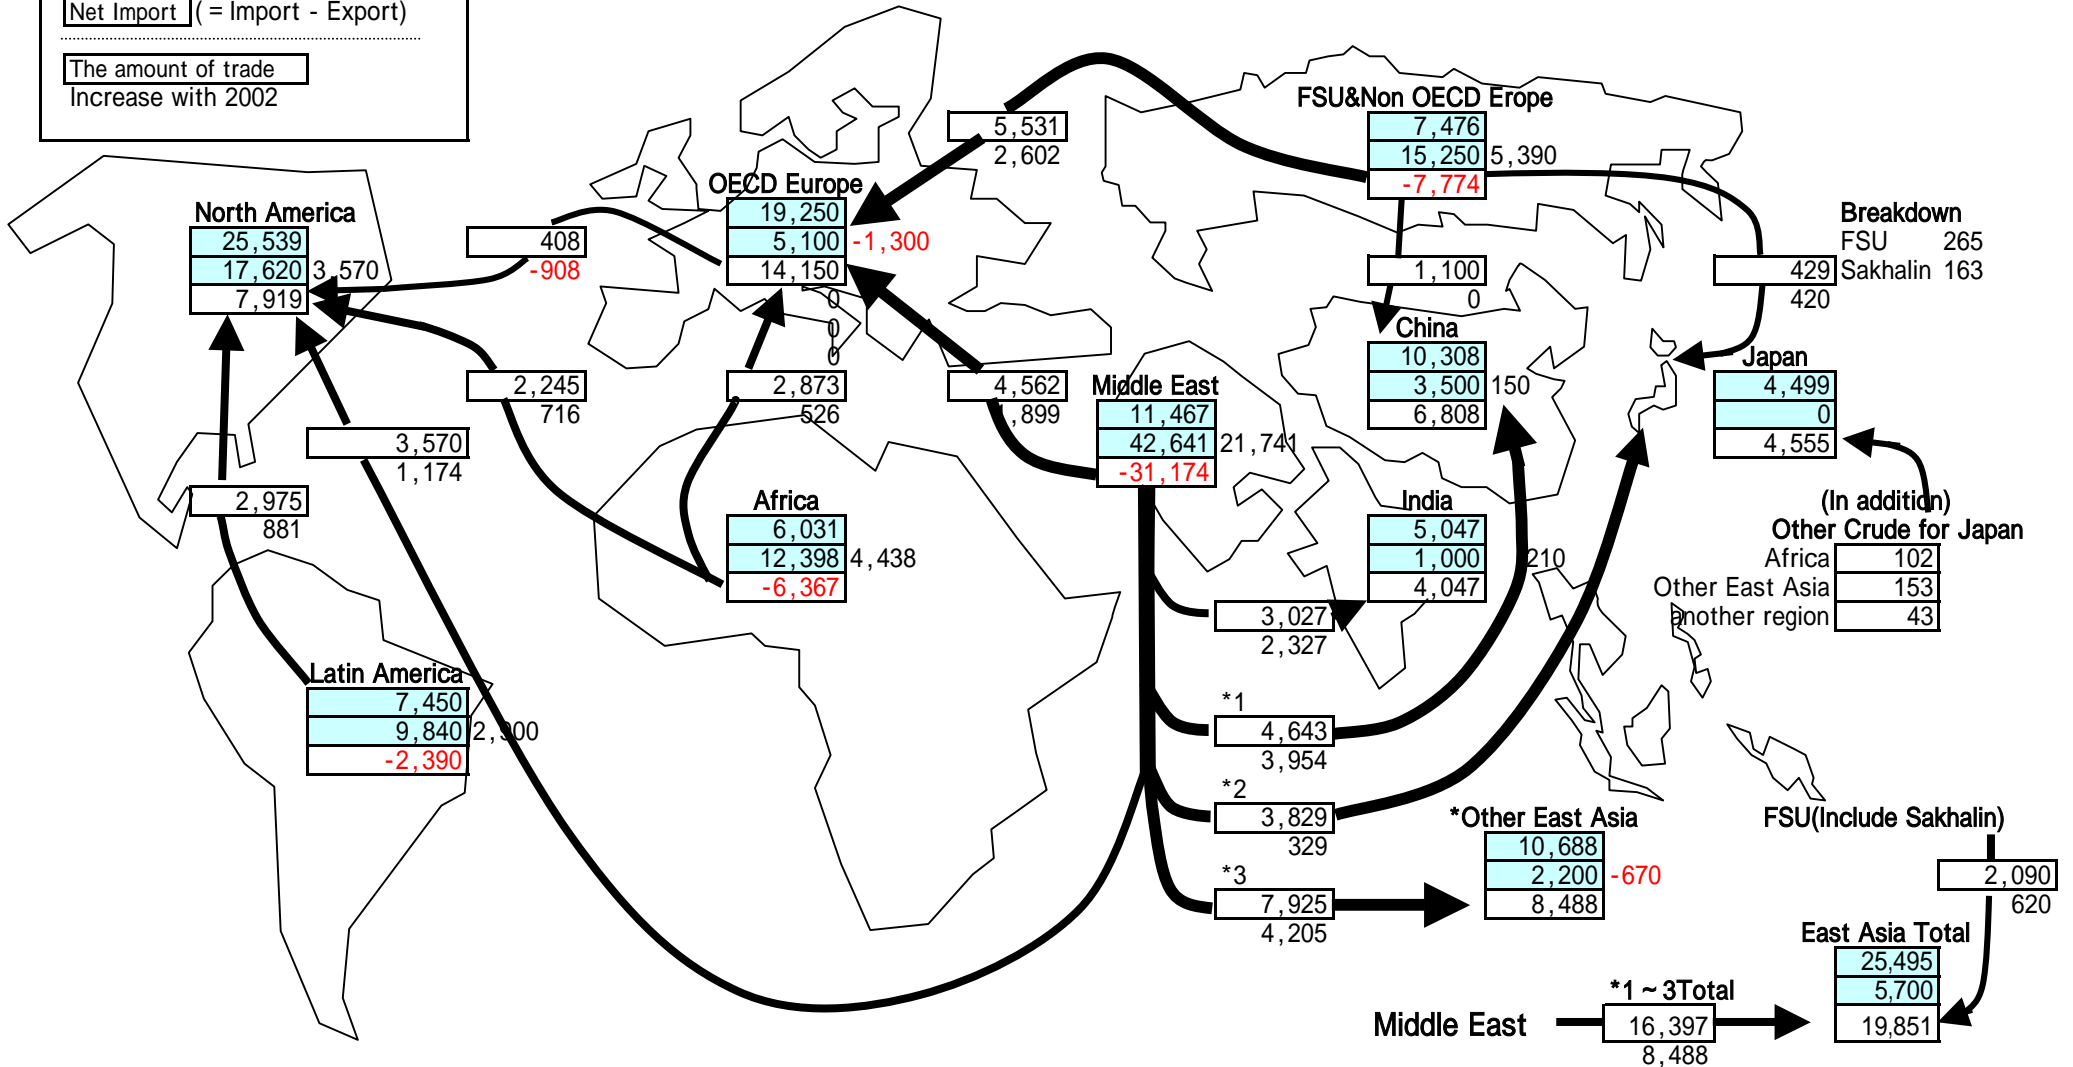 Net Import ( = Import - Export)
The amount of trade
Increase with 2002
North America
25,539
17,620 3,570
7,919
408
-908
OECD Europe
19,250
5,100 -1,300
14,150
0
0
0
5,531
2,602
FSU&Non OECD Erope
7,476
15,250 5,390
-7,774
Breakdown
FSU 265
Sakhalin 163
429
420
1,100
0
China
10,308
3,500 150
6,808
Japan
4,499
0
4,555
2,245
716
2,873
526
4,562
,899
Middle East
11,467
42,641 21,741
-31,174
3,570
1,174
2,975
881
Africa
6,031
12,398 4,438
-6,367
India
5,047
1,000 210
4,047
(In addition)
Other Crude for Japan
Africa 102
Other East Asia 153
another region 43
3,027
2,327
Latin America
7,450
9,840 2,900
-2,390
*1
4,643
3,954
*2
3,829
329
*3
7,925
4,205
*Other East Asia
10,688
2,200 -670
8,488
FSU(Include Sakhalin)
2,090
620
East Asia Total
25,495
5,700
19,851
*1~3Total
Middle East 16,397
8,488